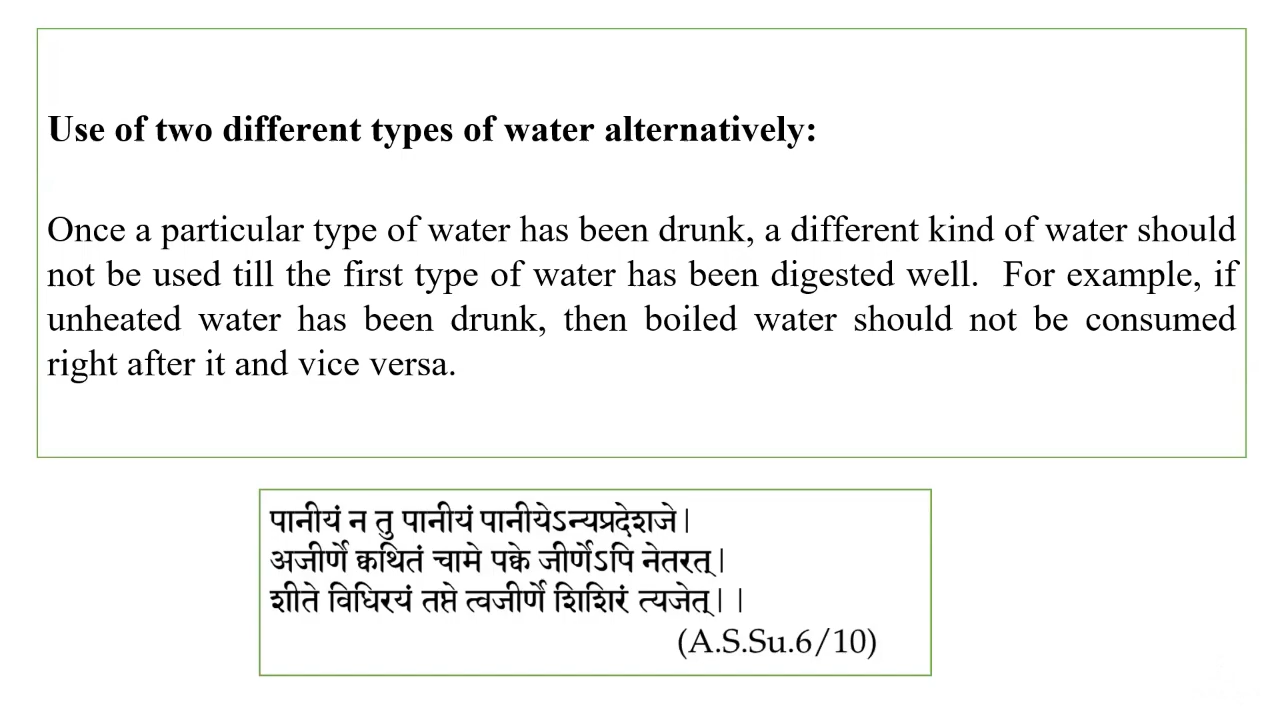 Use of two different types of water alternatively:
Once a particular type of water has been drunk, a different kind of water should
not be used till the first type of water has been digested well. For example, if
unheated water has been drunk, then boiled water should not be consumed
right after it and vice versa.
पानीयं न तु पानीयं पानीयेऽन्यप्रदेशजे।
अजीर्णे क्वथितं चामे पक्वे जीर्णेऽपि नेतरत्।
शीते विधिरयं तप्ते त्वजीर्णे शिशिरं त्यजेत्।।
(A.S.Su.6/10)